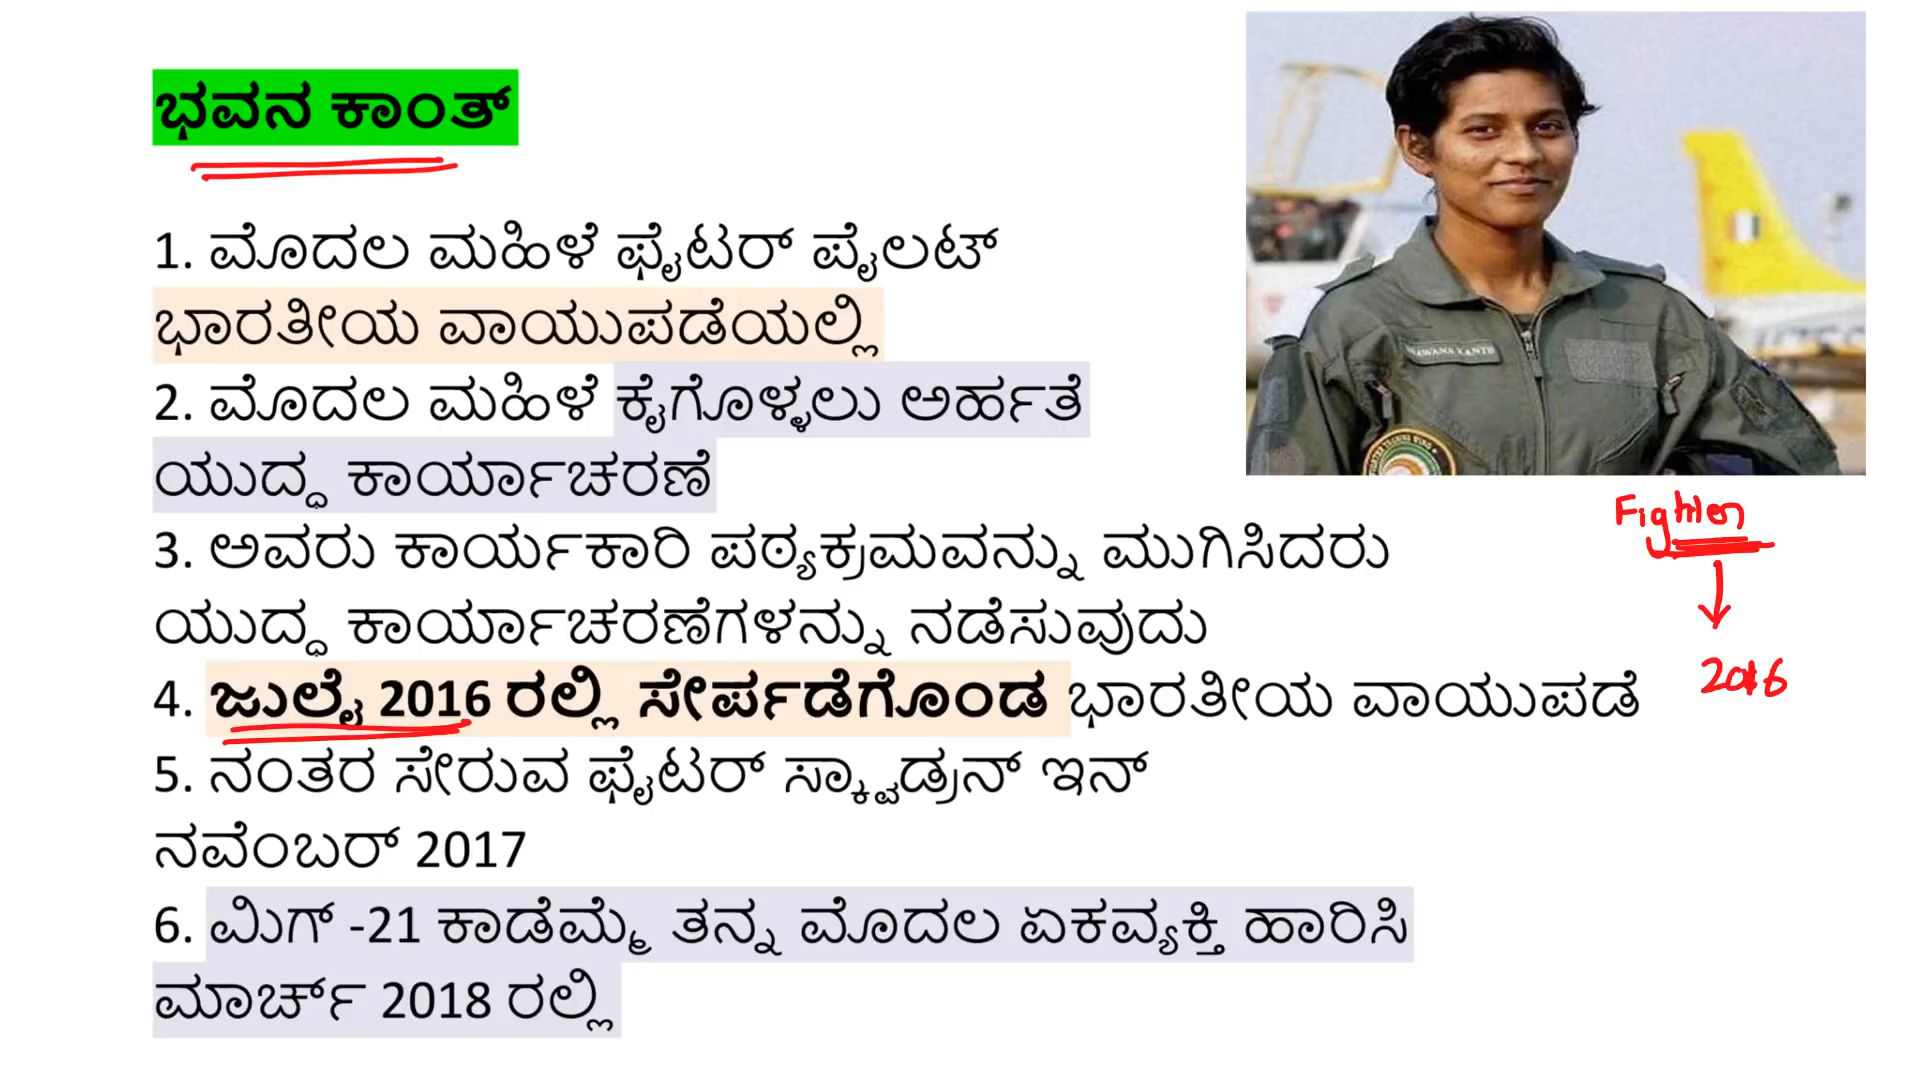 ಭವನ ಕಾಂತ್
1. ಮೊದಲ ಮಹಿಳೆ ಫೈಟರ್ ಪೈಲಟ್
ಭಾರತೀಯ ವಾಯುಪಡೆಯಲ್ಲಿ
2. ಮೊದಲ ಮಹಿಳೆ ಕೈಗೊಳ್ಳಲು ಅರ್ಹತೆ
ಯುದ್ಧ ಕಾರ್ಯಾಚರಣೆ
3. ಅವರು ಕಾರ್ಯಕಾರಿ ಪಠ್ಯಕ್ರಮವನ್ನು ಮುಗಿಸಿದರು
ಯುದ್ಧ ಕಾರ್ಯಾಚರಣೆಗಳನ್ನು ನಡೆಸುವುದು
4. ಜುಲೈ 2016 ರಲ್ಲಿ ಸೇರ್ಪಡೆಗೊಂಡ ಭಾರತೀಯ ವಾಯುಪಡೆ
5. ನಂತರ ಸೇರುವ ಫೈಟರ್ ಸ್ಕ್ವಾಡ್ರನ್ ಇನ್
ನವೆಂಬರ್ 2017
6. ಮಿಗ್ -21 ಕಾಡೆಮ್ಮೆ ತನ್ನ ಮೊದಲ ಏಕವ್ಯಕ್ತಿ ಹಾರಿಸಿ
ಮಾರ್ಚ್ 2018 ರಲ್ಲಿ
KANTH
Fighter
2016